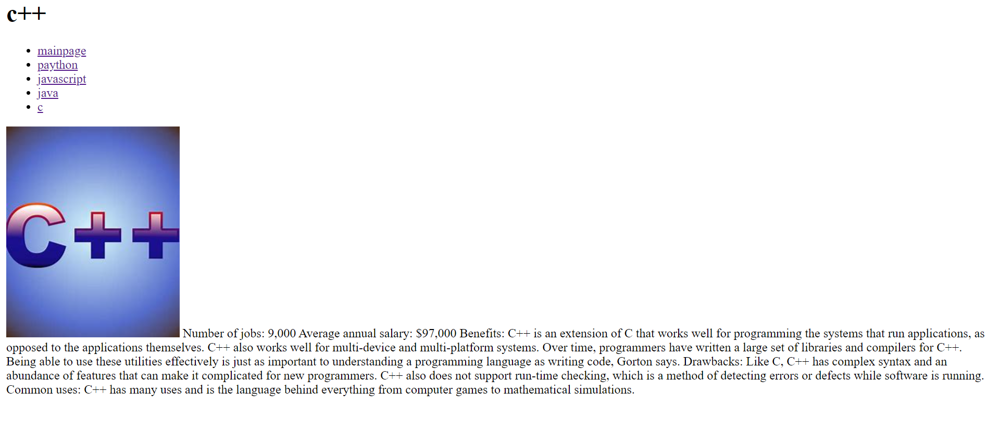 c++
mainpage
paython
javascript
java
c
C++
Number of jobs: 9,000 Average annual salary: $97,000 Benefits: C++ is an extension of C that works well for programming the systems that run applications, as
opposed to the applications themselves. C++ also works well for multi-device and multi-platform systems. Over time, programmers have written a large set of libraries and compilers for C++.
Being able to use these utilities effectively is just as important to understanding a programming language as writing code, Gorton says. Drawbacks: Like C, C++ has complex syntax and an
abundance of features that can make it complicated for new programmers. C++ also does not support run-time checking, which is a method of detecting errors or defects while software is running.
Common uses: C++ has many uses and is the language behind everything from computer games to mathematical simulations.